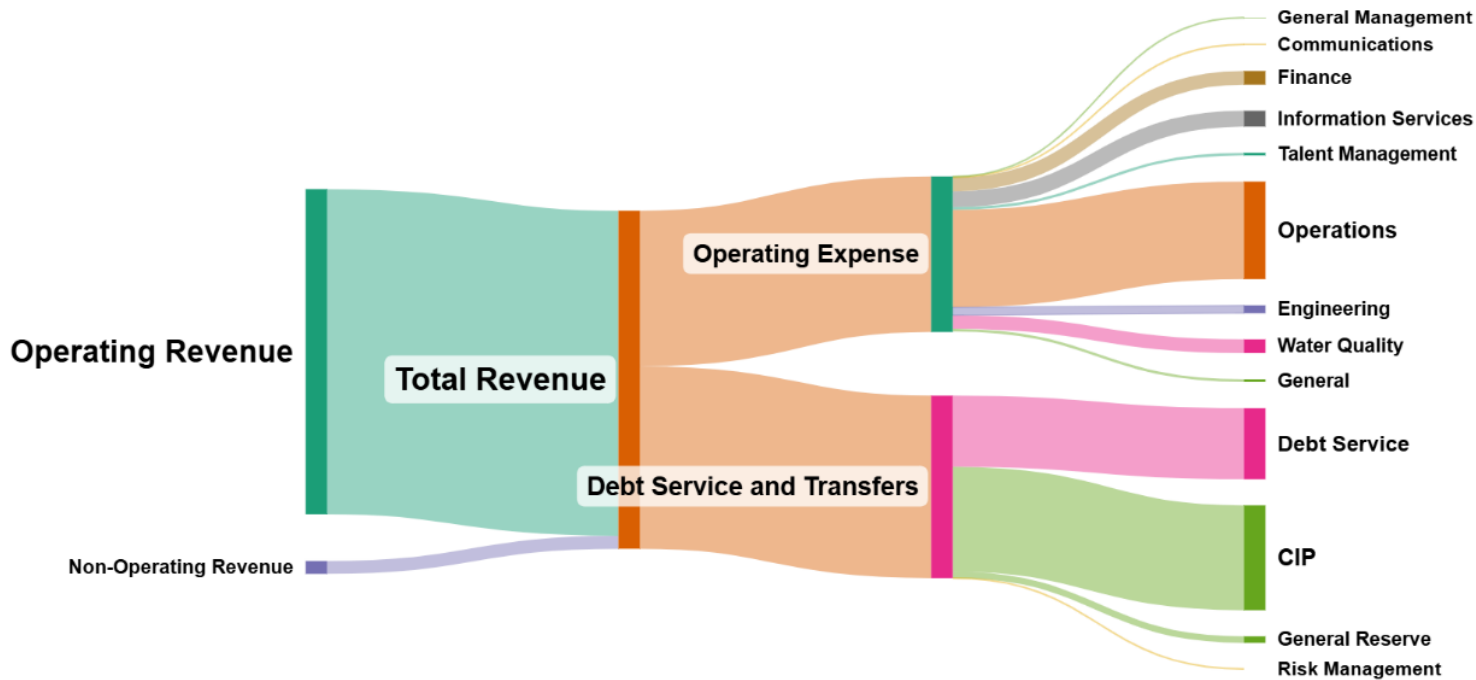 General Management
Communications
Finance
Information Services
Talent Management
Operations
Operating Expense
Engineering
Water Quality
Operating Revenue
Total Revenue
General
Debt Service
Debt Service and Transfers
CIP
Non-Operating Revenue
General Reserve
Risk Management